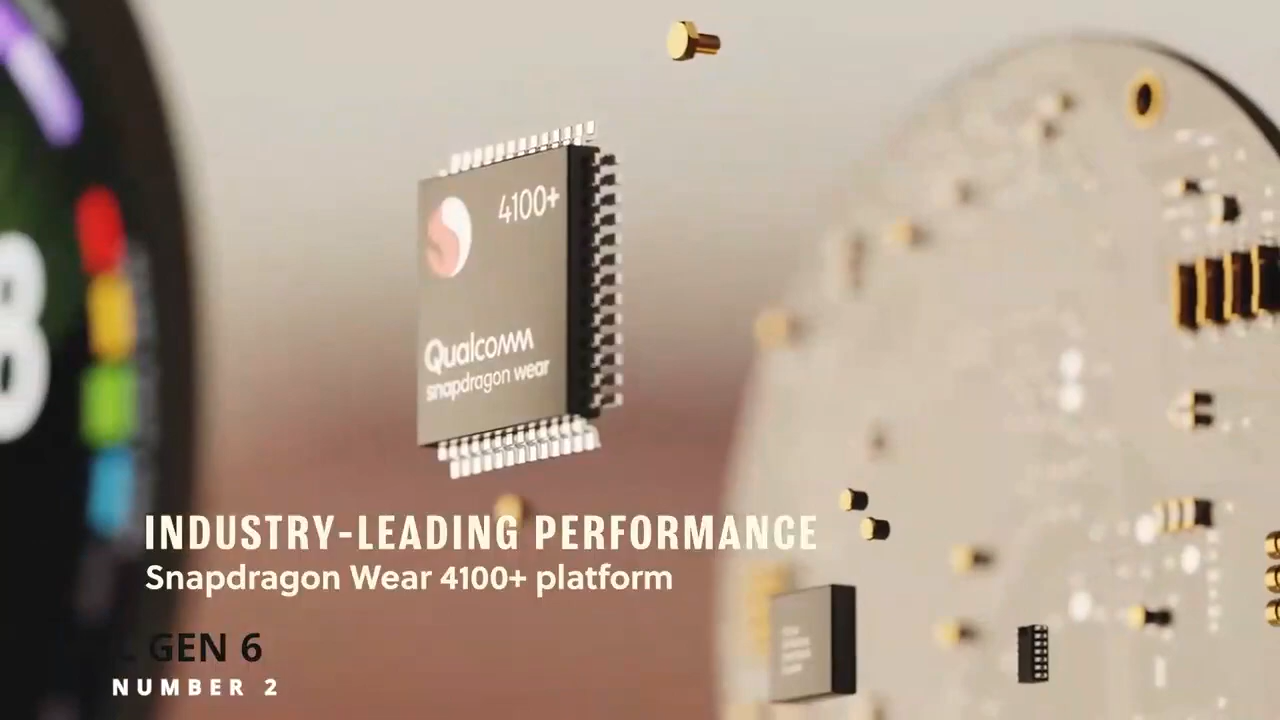 4100+
Qualcomm
snapdragon wear
INDUSTRY-LEADING PERFORMANCE
Snapdragon Wear 4100+ platform
GEN 6
NUMBER 2